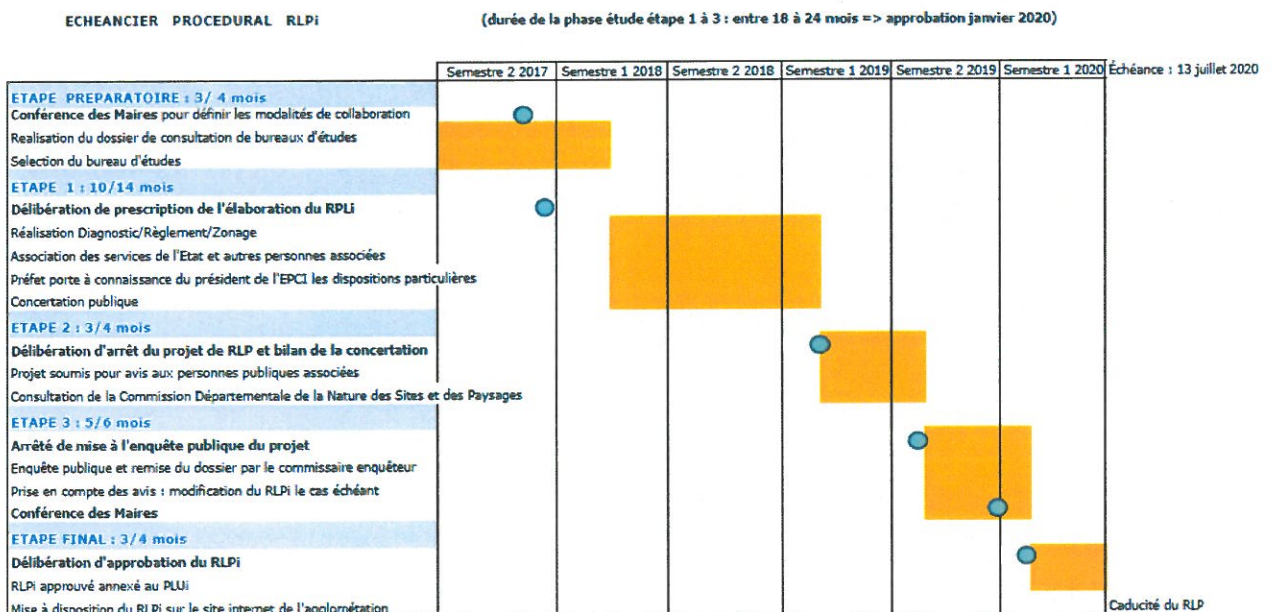 ECHEANCIER PROCEDURAL RLPi
(durée de la phase étude étape 1 à 3 : entre 18 à 24 mois => approbation janvier 2020)
Semestre 2 2017 Semestre 1 2018 Semestre 2 2018 Semestre 1 2019 Semestre 2 2019 Semestre 1 2020 Échéance : 13 juillet 2020
ETAPE PREPARATOIRE : 3/ 4 mois
Conférence des Maires pour définir les modalités de collaboration
Realisation du dossier de consultation de bureaux d'études
Selection du bureau d'études
ETAPE 1 : 10/14 mois
Délibération de prescription de l'élaboration du RPLi
Réalisation Diagnostic/Règlement/Zonage
Association des services de l'Etat et autres personnes associées
Préfet porte à connaissance du président de l'EPCI les dispositions particulières
Concertation publique
ETAPE 2 : 3/4 mois
Délibération d'arrêt du projet de RLP et bilan de la concertation
Projet soumis pour avis aux personnes publiques associées
Consultation de la Commission Départementale de la Nature des Sites et des Paysages
ETAPE 3 : 5/6 mois
Arrêté de mise à l'enquête publique du projet
Enquête publique et remise du dossier par le commissaire enquêteur
Prise en compte des avis : modification du RLPi le cas échéant
Conférence des Maires
ETAPE FINAL : 3/4 mois
Délibération d'approbation du RLPi
RLPi approuvé annexé au PLUi
Mise à disposition du RLPi sur le site internet de l'agglomération
Caducité du RLP